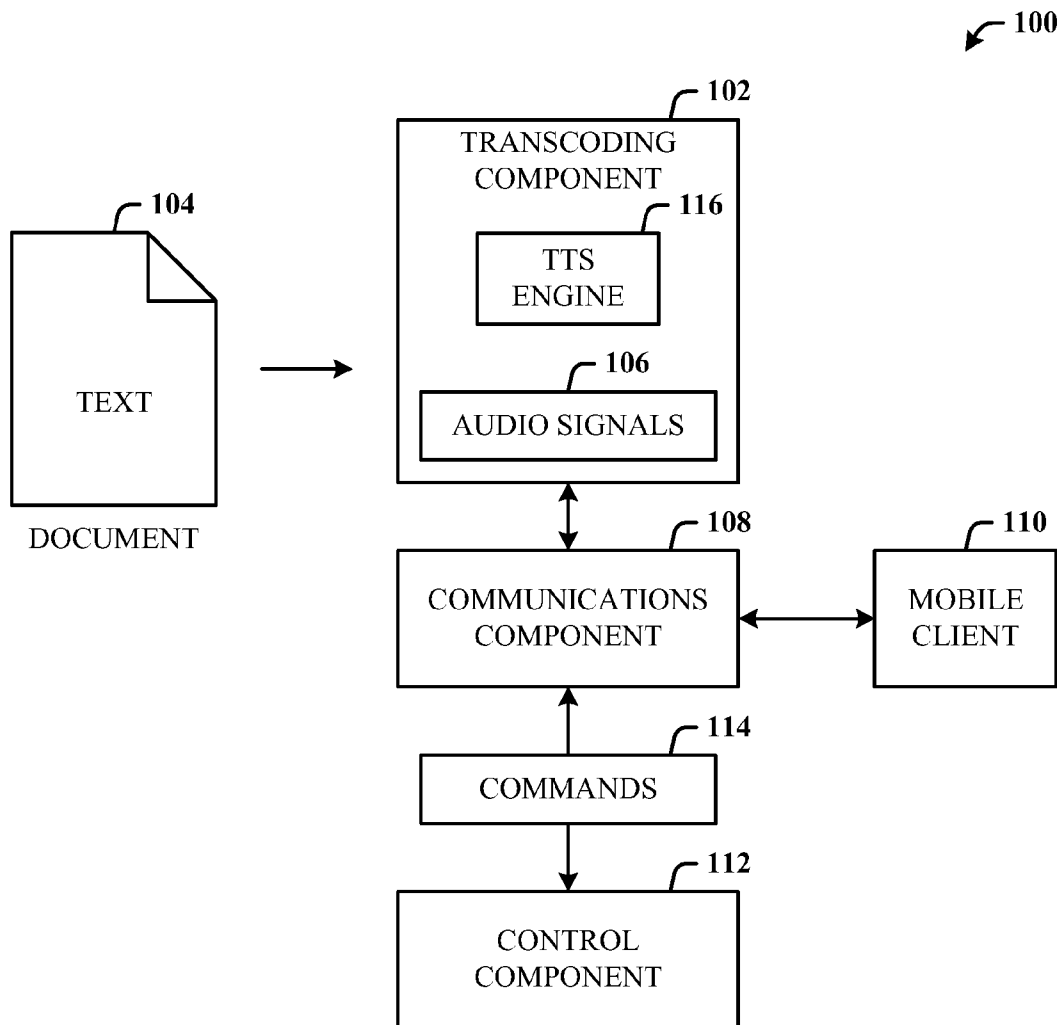 100
102
TRANSCODING
COMPONENT
104
116
TTS
ENGINE
TEXT
106
AUDIO SIGNALS
DOCUMENT
108
COMMUNICATIONS
COMPONENT
110
MOBILE
CLIENT
114
COMMANDS
112
CONTROL
COMPONENT